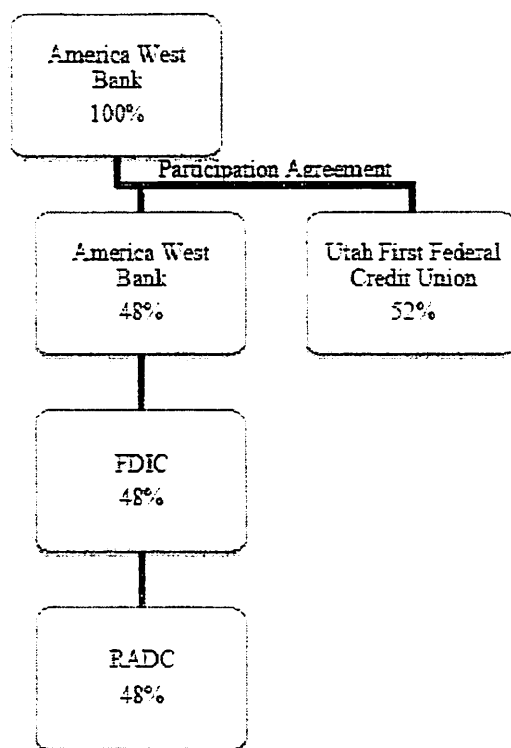 America West
Bank
100%
Participation Agreement
America West
Bank
48%
Utah First Federal
Credit Union
52%
FDIC
48%
RADC
48%